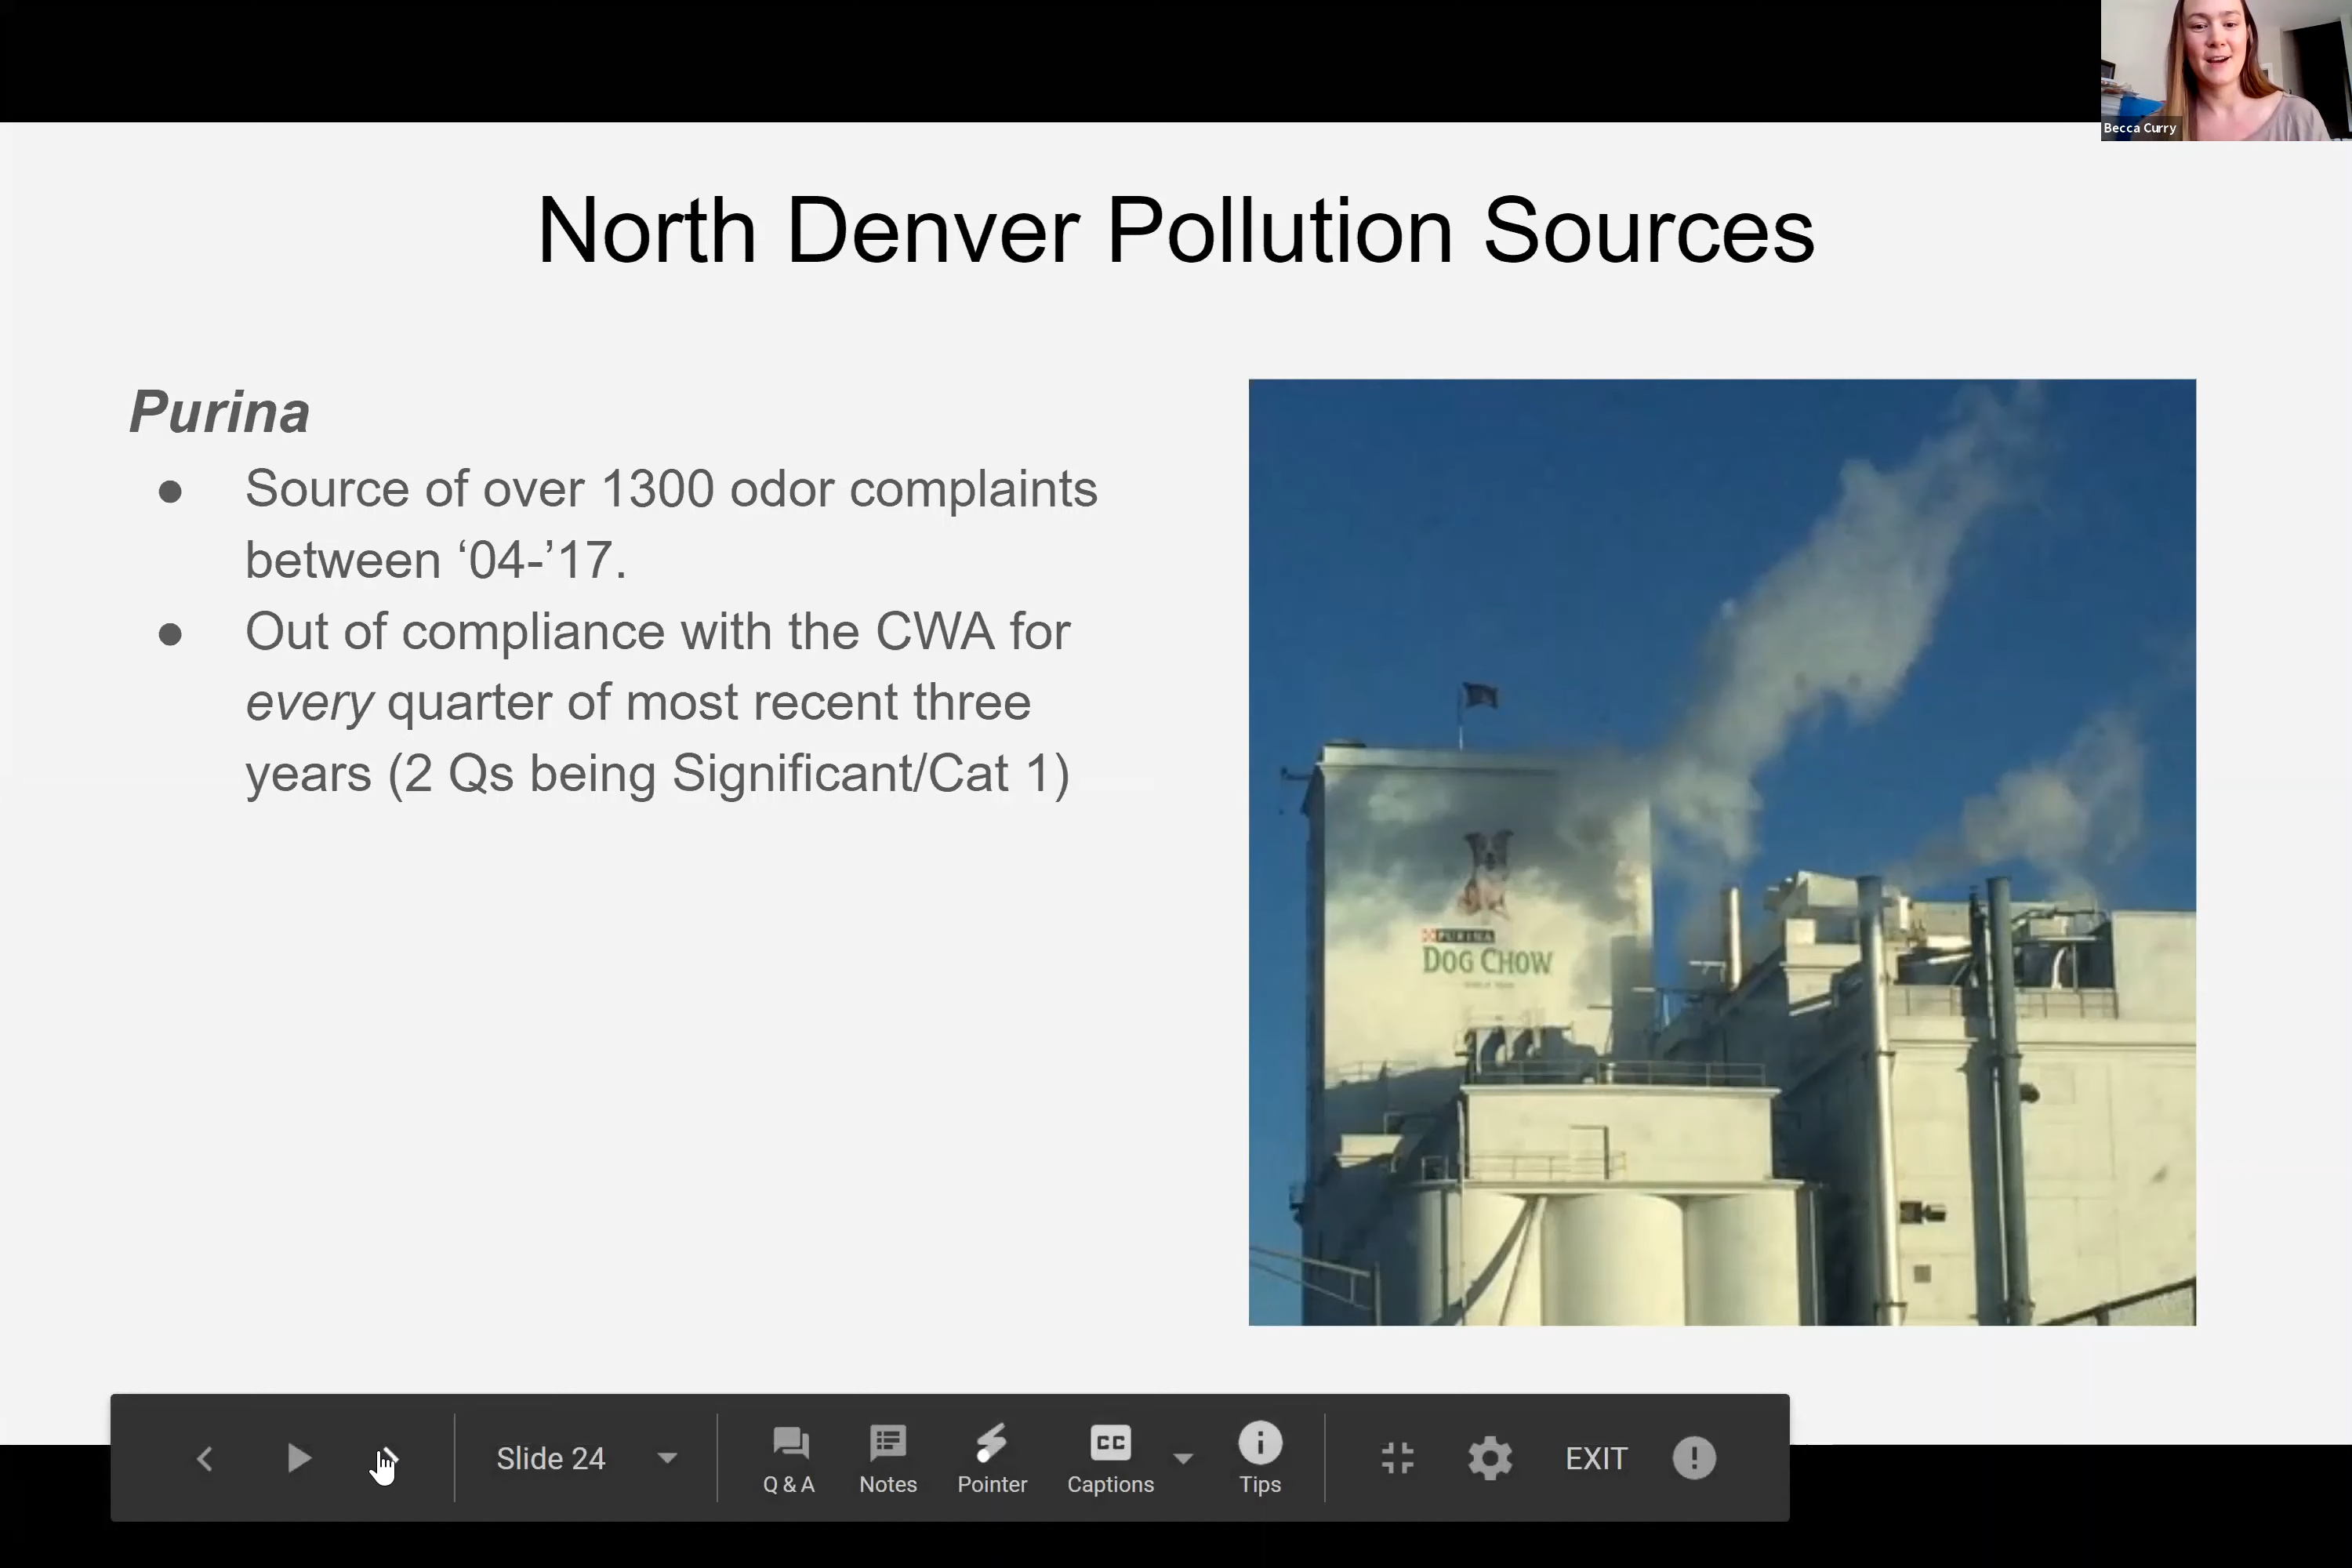 Becca Curry
North Denver Pollution Sources
Purina
● Source of over 1300 odor complaints
between ‘04-’17.
● Out of compliance with the CWA for
every quarter of most recent three
years (2 Qs being Significant/Cat 1)
PURINA
DOG CHOW
Slide 24
Q & A
Notes
Pointer
CC
Captions
Tips
EXIT